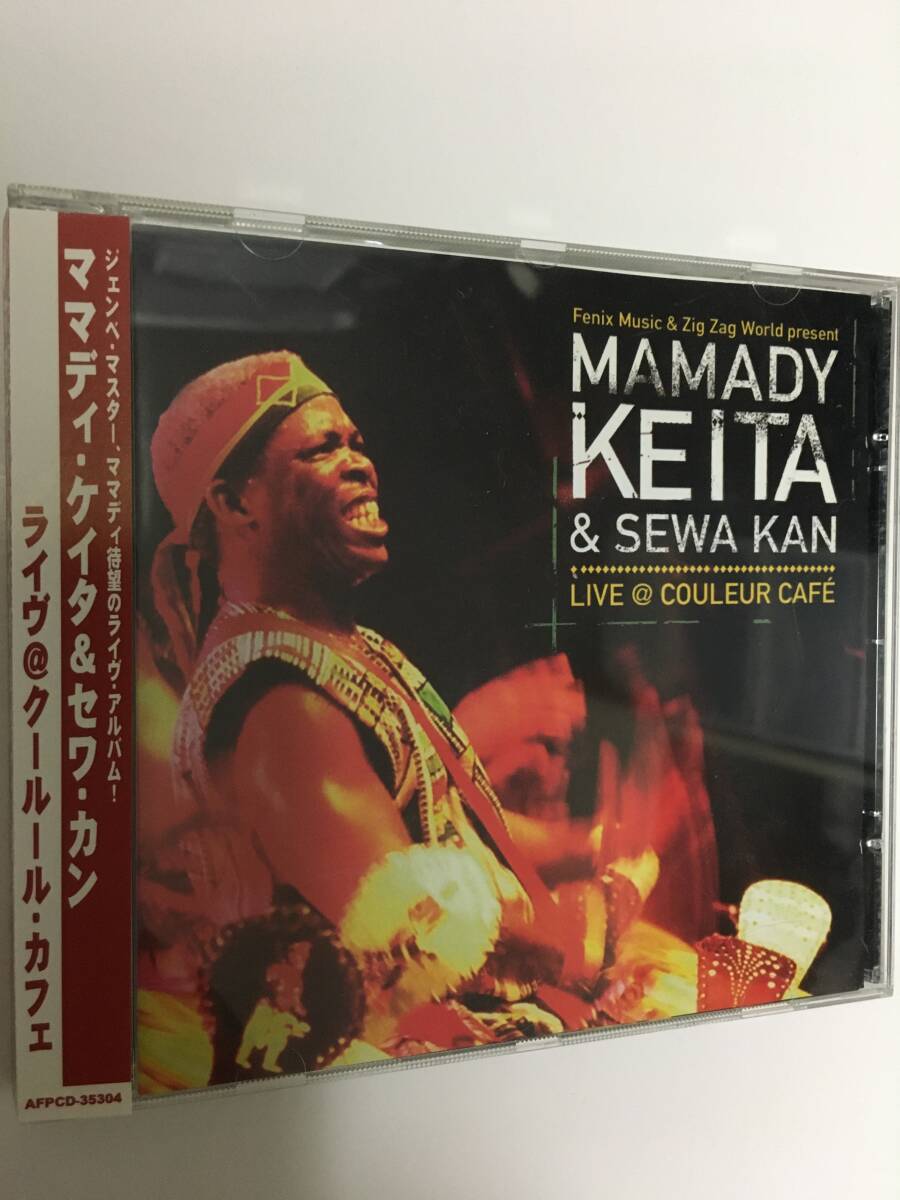 ジェンベ・マスター、ママディ待望のライヴ・アルバム!
ママディ・ケイタ&セワ・カン
ライヴ@クールール・カフェ
AFPCD-35304
Fenix Music & Zig Zag World present
MAMADY
KEITA
& SEWA KAN
LIVE @ COULEUR CAFÉ